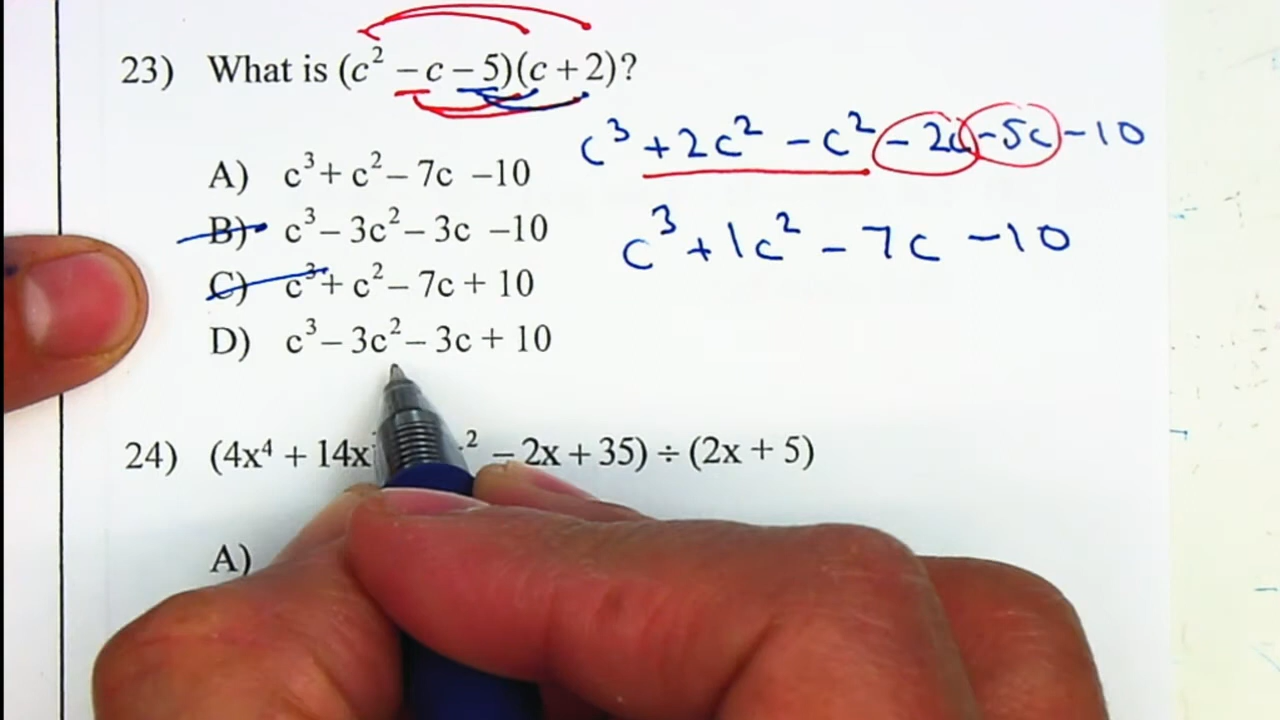 23) What is (c² – c – 5)(c + 2)?
c³ + 2c² – c² – 2c – 5c – 10
A) c³ + c² – 7c – 10
B) c³ – 3c² – 3c – 10
c³ + 1c² – 7c – 10
C) c³ + c² – 7c + 10
D) c³ – 3c² – 3c + 10
24) (4x⁴ + 14x ² – 2x + 35) ÷ (2x + 5)
A)